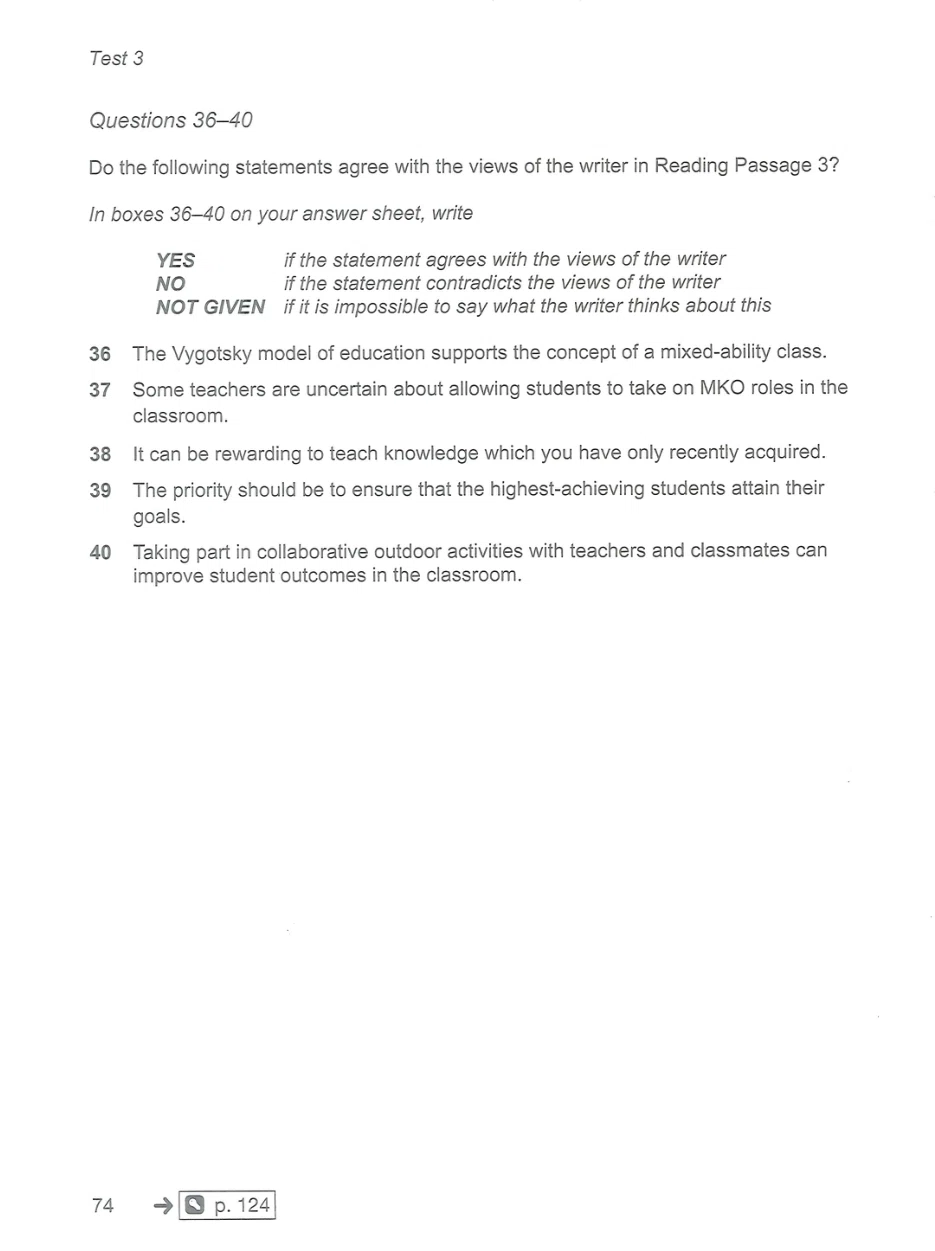 Test 3
Questions 36–40
Do the following statements agree with the views of the writer in Reading Passage 3?
In boxes 36–40 on your answer sheet, write
YES if the statement agrees with the views of the writer
NO if the statement contradicts the views of the writer
NOT GIVEN if it is impossible to say what the writer thinks about this
36 The Vygotsky model of education supports the concept of a mixed-ability class.
37 Some teachers are uncertain about allowing students to take on MKO roles in the
classroom.
38 It can be rewarding to teach knowledge which you have only recently acquired.
39 The priority should be to ensure that the highest-achieving students attain their
goals.
40 Taking part in collaborative outdoor activities with teachers and classmates can
improve student outcomes in the classroom.
74 → p. 124